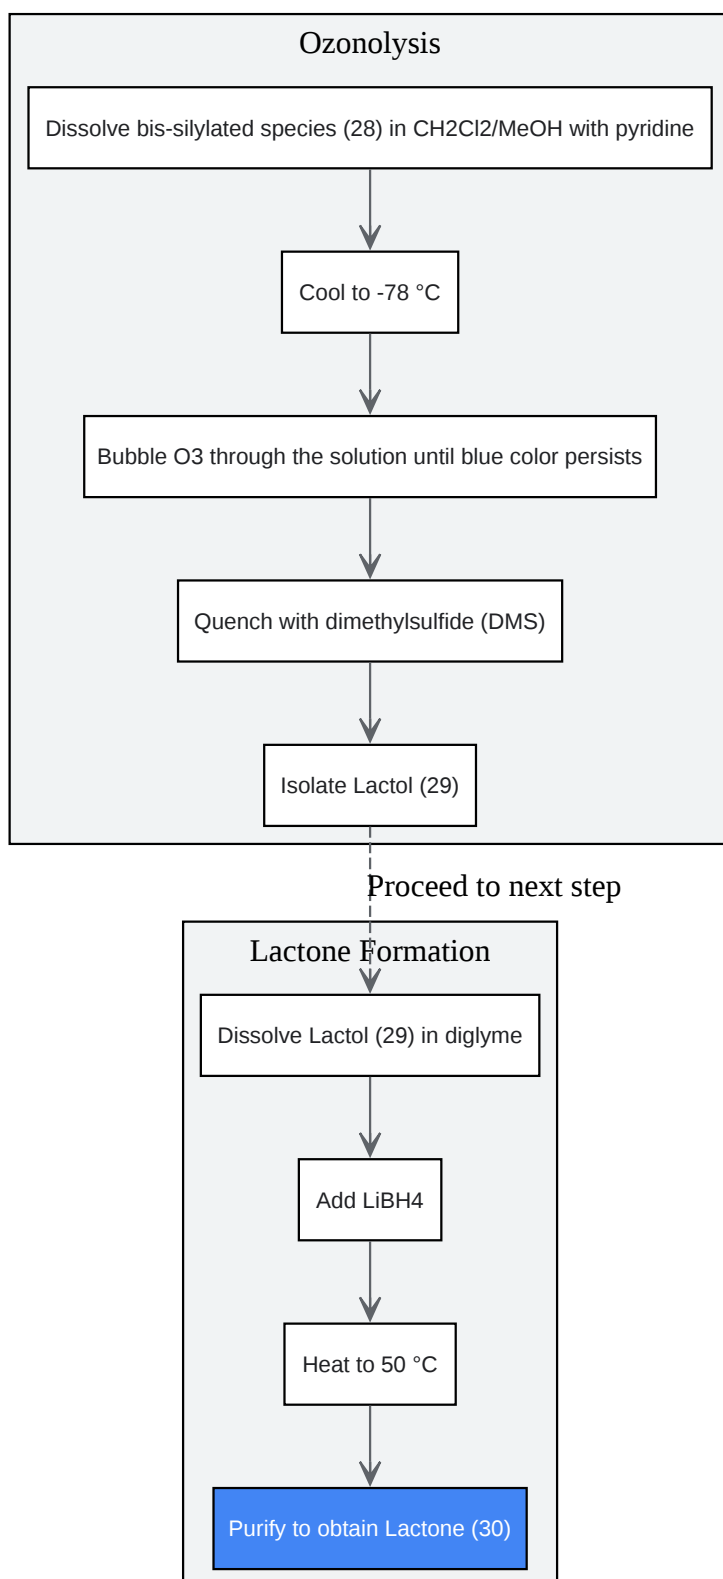 Ozonolysis
Dissolve bis-silylated species (28) in CH2Cl2/MeOH with pyridine
Cool to -78 °C
Bubble O3 through the solution until blue color persists
Quench with dimethylsulfide (DMS)
Isolate Lactol (29)
Proceed to next step
Lactone Formation
Dissolve Lactol (29) in diglyme
Add LiBH4
Heat to 50 °C
Purify to obtain Lactone (30)